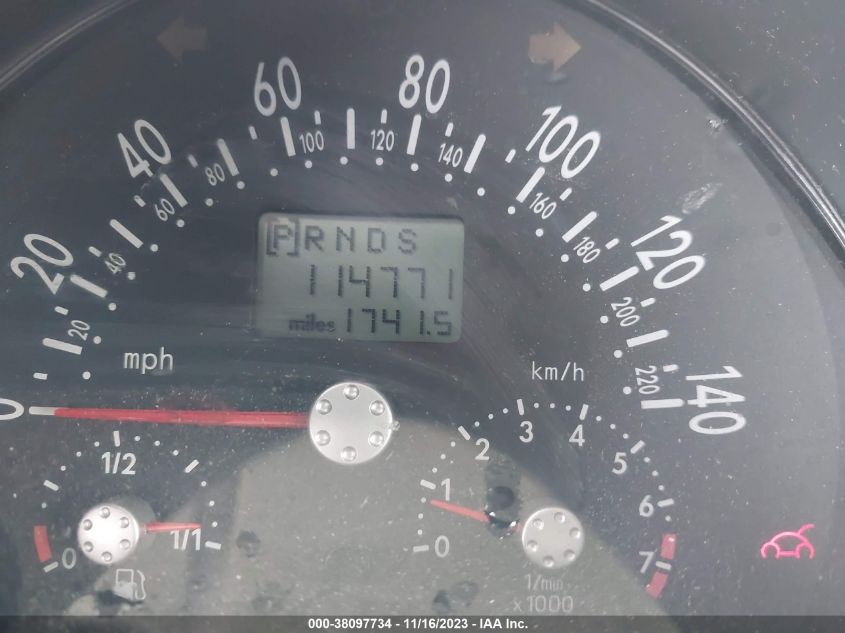 60 80
40 100
20 120
0 140
20 40 60 80 100 120 140 160 180 200 220
mph
km/h
[P] R N D S
114771
miles 1741.5
0 1/2 1/1
0 1 2 3 4 5 6 7
1/min
x1000
000-38097734 - 11/16/2023 - IAA Inc.